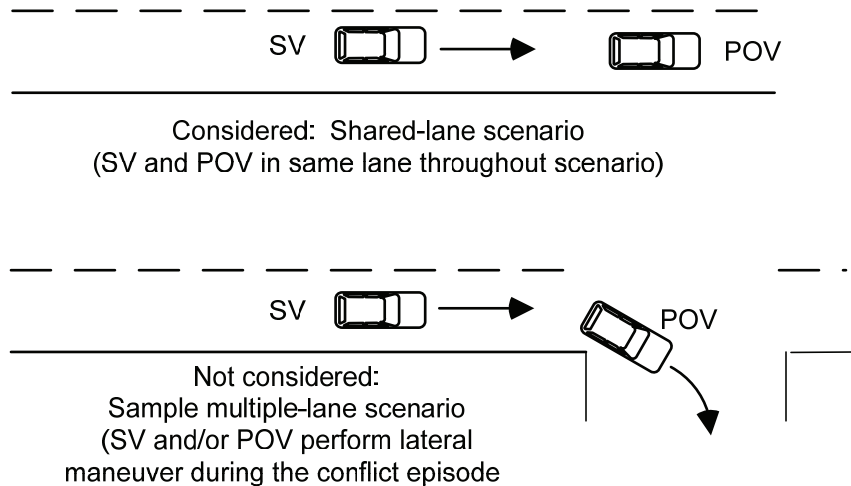 SV
POV
Considered:  Shared-lane scenario
(SV and POV in same lane throughout scenario)
SV
POV
Not considered:
Sample multiple-lane scenario
(SV and/or POV perform lateral
maneuver during the conflict episode